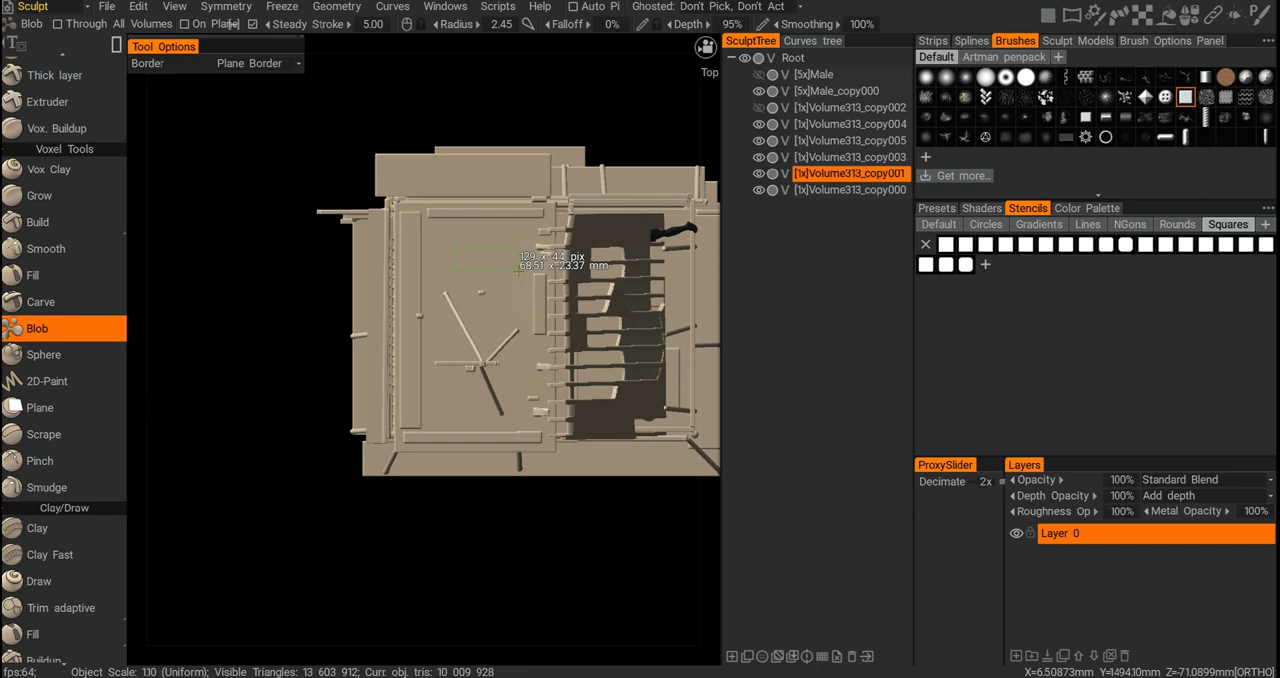 Sculpt File Edit View Symmetry Freeze Geometry Curves Windows Scripts Help Auto Pi Ghosted: Don't Pick, Don't Act
Blob Through All Volumes On Plane Steady Stroke 5.00 Radius 2.45 Falloff 0% Depth 95% Smoothing 100%
Tool Options
Border Plane Border
Thick layer
Extruder
Vox. Buildup
Voxel Tools
Vox Clay
Grow
Build
Smooth
Fill
Carve
Blob
Sphere
2D-Paint
Plane
Scrape
Pinch
Smudge
Clay/Draw
Clay
Clay Fast
Draw
Trim adaptive
Fill
Buildup
Top
129 x 44 pix
68.51 x 23.37 mm
SculptTree Curves tree
Root
V [5x]Male
V [5x]Male_copy000
V [1x]Volume313_copy002
V [1x]Volume313_copy004
V [1x]Volume313_copy005
V [1x]Volume313_copy003
V [1x]Volume313_copy001
V [1x]Volume313_copy000
Strips Splines Brushes Sculpt Models Brush Options Panel
Default Artman penpack
Get more...
Presets Shaders Stencils Color Palette
Default Circles Gradients Lines NGons Rounds Squares
ProxySlider
Decimate 2x
Layers
Opacity 100% Standard Blend
Depth Opacity 100% Add depth
Roughness Op 100% Metal Opacity 100%
Layer 0
fps:64; Object Scale: 1.10 (Uniform); Visible Triangles: 13 603 912; Curr. obj. tris: 10 009 928 X=6.50873mm Y=1494.10mm Z=-71.0899mm[ORTHO]